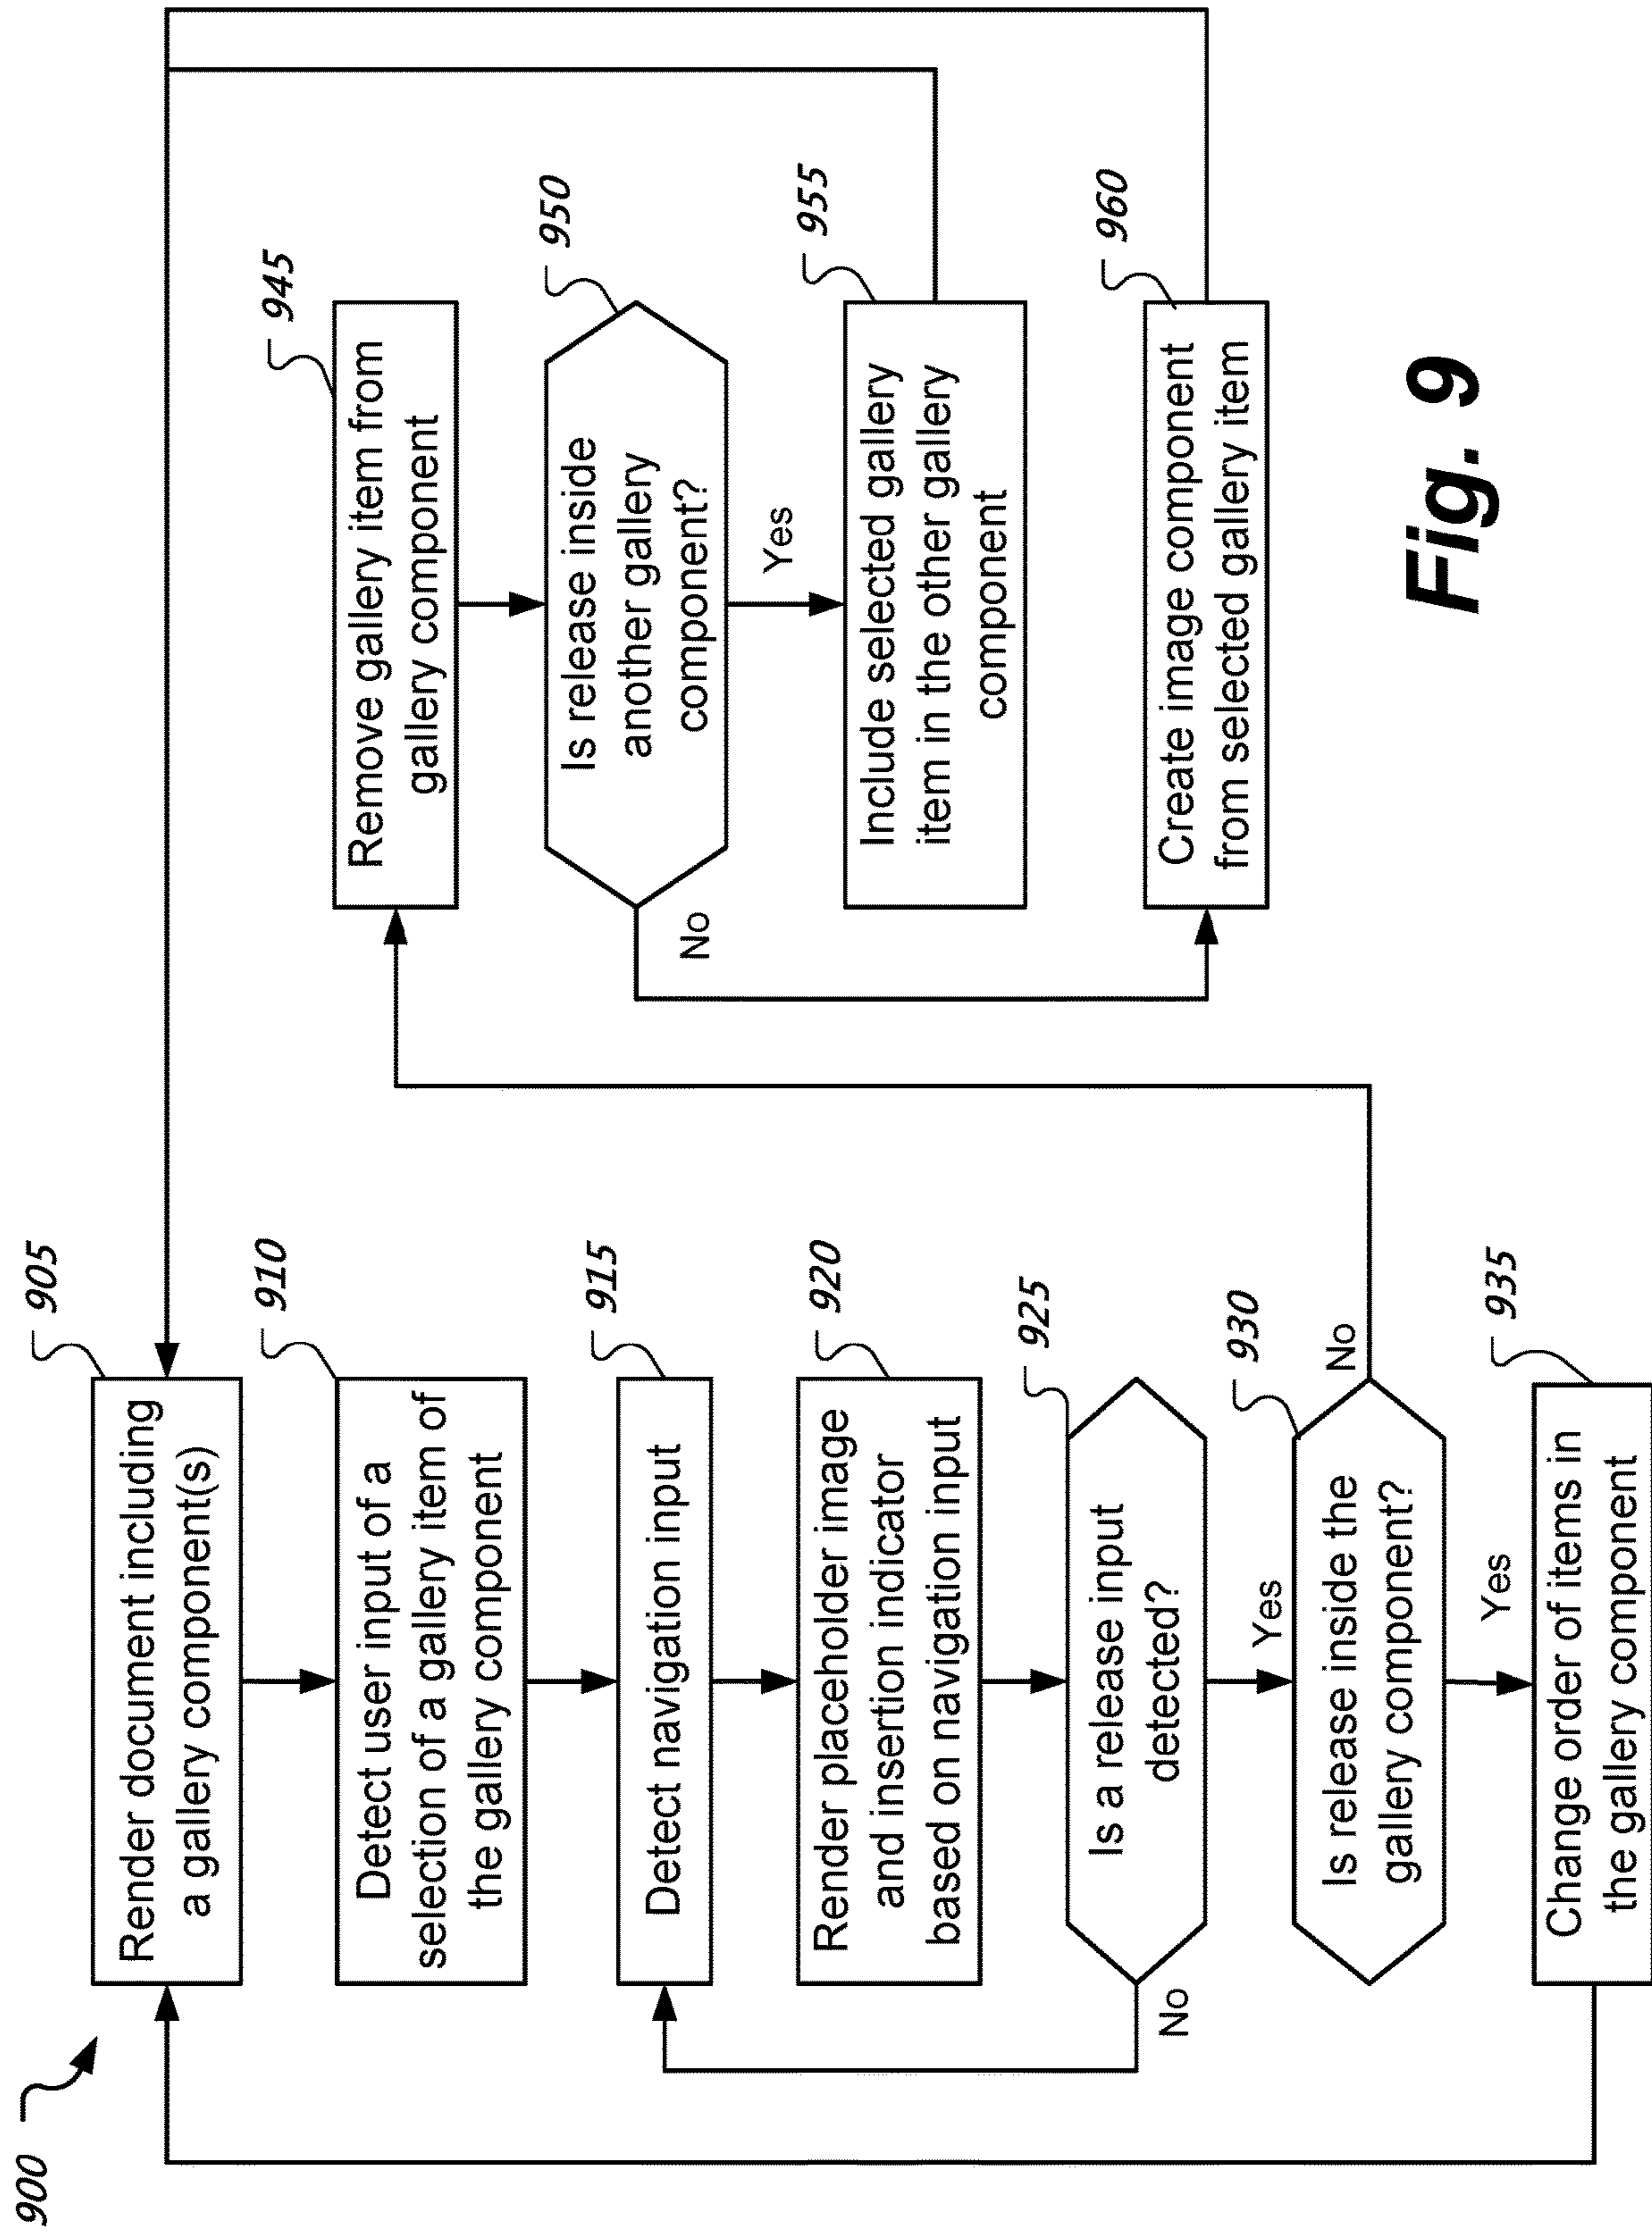 900
905
Render document including
a gallery component(s)
910
Detect user input of a
selection of a gallery item of
the gallery component
915
Detect navigation input
920
Render placeholder image
and insertion indicator
based on navigation input
925
Is a release input
detected?
No
Yes
930
Is release inside the
gallery component?
No
Yes
935
Change order of items in
the gallery component
945
Remove gallery item from
gallery component
950
Is release inside
another gallery
component?
No
Yes
955
Include selected gallery
item in the other gallery
component
960
Create image component
from selected gallery item
Fig. 9